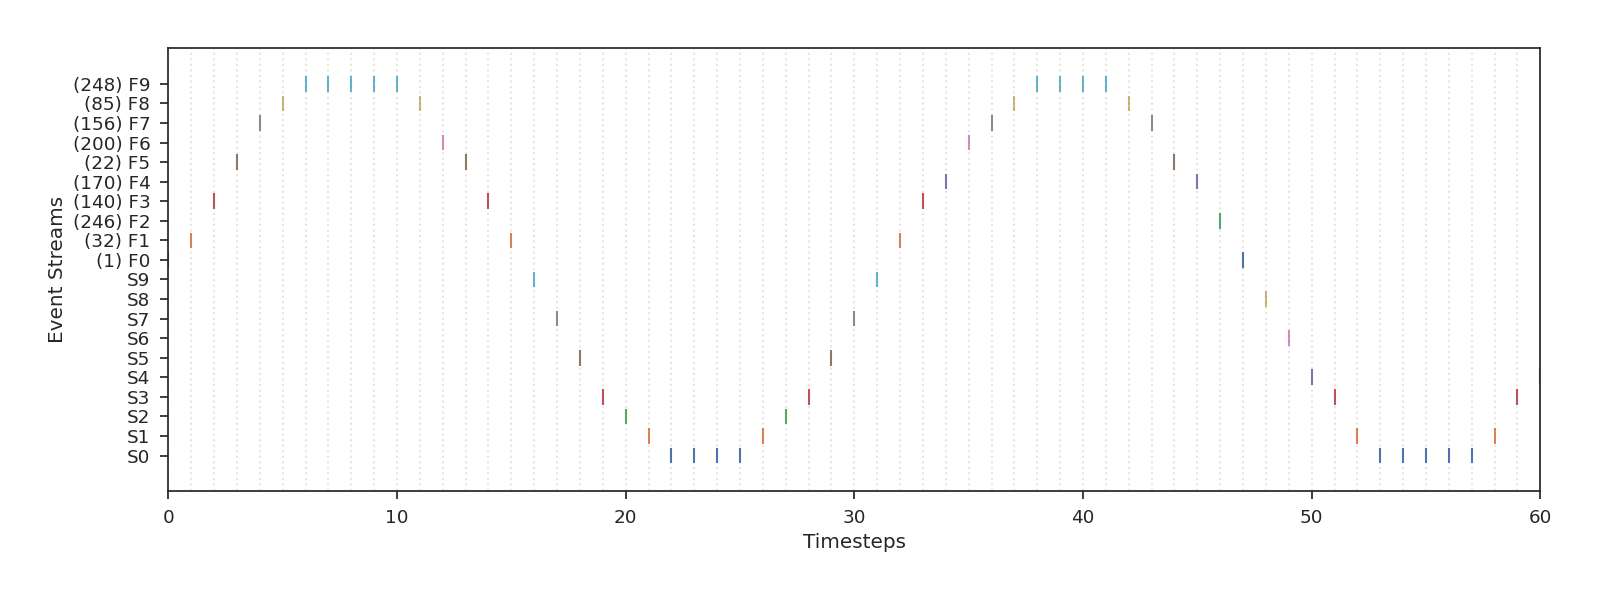 (248) F9
(85) F8
(156) F7
(200) F6
(22) F5
(170) F4
(140) F3
(246) F2
(32) F1
(1) F0
S9
S8
S7
S6
S5
S4
S3
S2
S1
S0
Event Streams
0 10 20 30 40 50 60
Timesteps